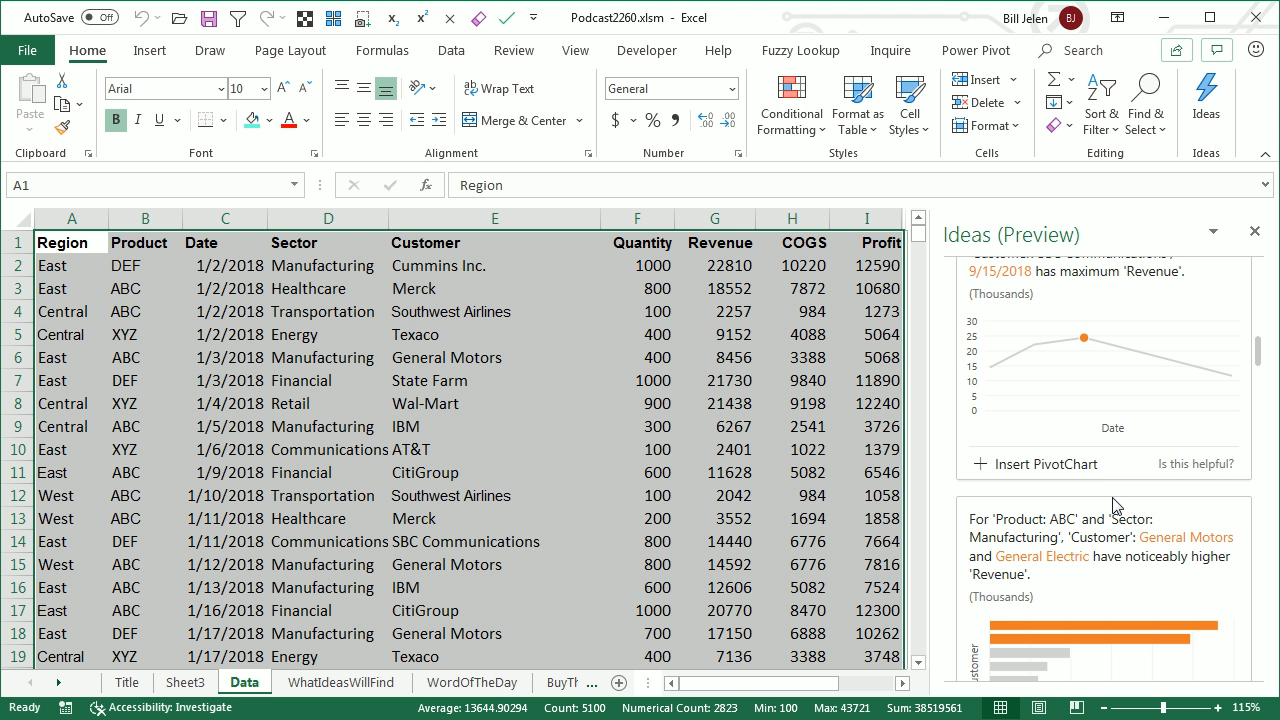 AutoSave Off Podcast2260.xlsm - Excel Bill Jelen BJ
File Home Insert Draw Page Layout Formulas Data Review View Developer Help Fuzzy Lookup Inquire Power Pivot Search
Paste
Arial 10
B I U
Wrap Text
Merge & Center
General
$ %
Conditional Formatting
Format as Table
Cell Styles
Insert
Delete
Format
Sort & Filter
Find & Select
Ideas
Clipboard Font Alignment Number Styles Cells Editing Ideas
A1 fx Region
A B C D E F G H I
1 Region Product Date Sector Customer Quantity Revenue COGS Profit
2 East DEF 1/2/2018 Manufacturing Cummins Inc. 1000 22810 10220 12590
3 East ABC 1/2/2018 Healthcare Merck 800 18552 7872 10680
4 Central ABC 1/2/2018 Transportation Southwest Airlines 100 2257 984 1273
5 Central XYZ 1/2/2018 Energy Texaco 400 9152 4088 5064
6 East ABC 1/3/2018 Manufacturing General Motors 400 8456 3388 5068
7 East DEF 1/3/2018 Financial State Farm 1000 21730 9840 11890
8 Central XYZ 1/4/2018 Retail Wal-Mart 900 21438 9198 12240
9 Central ABC 1/5/2018 Manufacturing IBM 300 6267 2541 3726
10 East XYZ 1/6/2018 Communications AT&T 100 2401 1022 1379
11 East ABC 1/9/2018 Financial CitiGroup 600 11628 5082 6546
12 West ABC 1/10/2018 Transportation Southwest Airlines 100 2042 984 1058
13 West ABC 1/11/2018 Healthcare Merck 200 3552 1694 1858
14 East DEF 1/11/2018 Communications SBC Communications 800 14440 6776 7664
15 West ABC 1/12/2018 Manufacturing General Motors 800 14592 6776 7816
16 East ABC 1/13/2018 Manufacturing IBM 600 12606 5082 7524
17 East ABC 1/16/2018 Financial CitiGroup 1000 20770 8470 12300
18 East DEF 1/17/2018 Manufacturing General Motors 700 17150 6888 10262
19 Central XYZ 1/17/2018 Energy Texaco 400 7136 3388 3748
Ideas (Preview)
9/15/2018 has maximum 'Revenue'.
(Thousands)
30
25
20
15
10
5
0
Date
Insert PivotChart Is this helpful?
For 'Product: ABC' and 'Sector:
Manufacturing', 'Customer': General Motors
and General Electric have noticeably higher
'Revenue'.
(Thousands)
Title Sheet3 Data WhatIdeasWillFind WordOfTheDay BuyTh ...
Ready Accessibility: Investigate Average: 13644.90294 Count: 5100 Numerical Count: 2823 Min: 100 Max: 43721 Sum: 38519561 115%